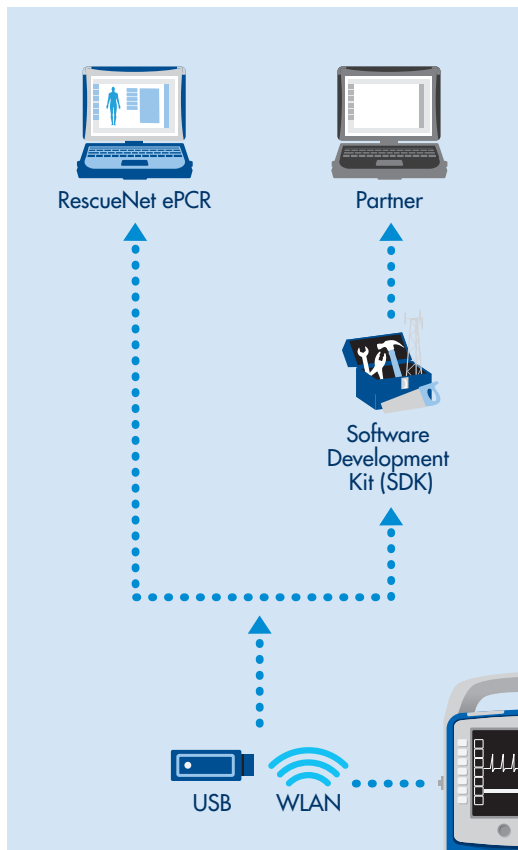 RescueNet ePCR
Partner
Software
Development
Kit (SDK)
USB
WLAN